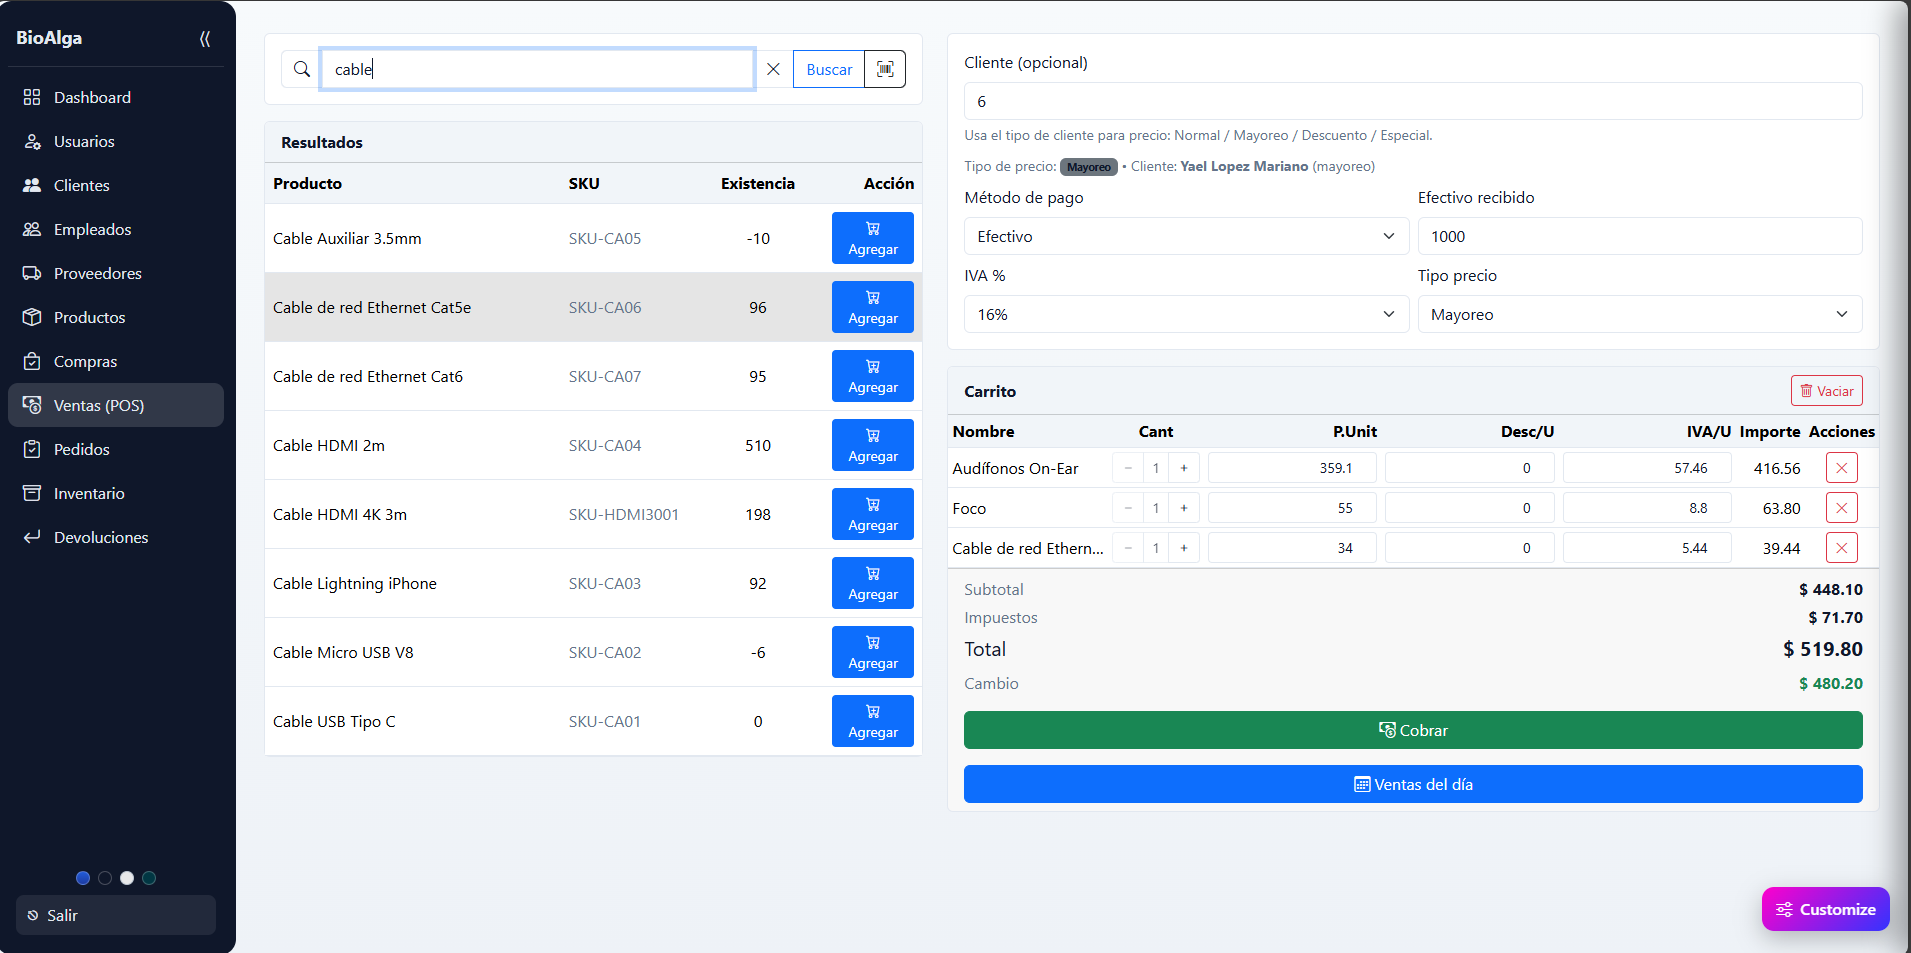 BioAlga
Dashboard
Usuarios
Clientes
Empleados
Proveedores
Productos
Compras
Ventas (POS)
Pedidos
Inventario
Devoluciones
Salir
cable
Buscar
Resultados
Producto SKU Existencia Acción
Cable Auxiliar 3.5mm SKU-CA05 -10 Agregar
Cable de red Ethernet Cat5e SKU-CA06 96 Agregar
Cable de red Ethernet Cat6 SKU-CA07 95 Agregar
Cable HDMI 2m SKU-CA04 510 Agregar
Cable HDMI 4K 3m SKU-HDMI3001 198 Agregar
Cable Lightning iPhone SKU-CA03 92 Agregar
Cable Micro USB V8 SKU-CA02 -6 Agregar
Cable USB Tipo C SKU-CA01 0 Agregar
Cliente (opcional)
6
Usa el tipo de cliente para precio: Normal / Mayoreo / Descuento / Especial.
Tipo de precio: Mayoreo • Cliente: Yael Lopez Mariano (mayoreo)
Método de pago Efectivo recibido
Efectivo 1000
IVA % Tipo precio
16% Mayoreo
Carrito Vaciar
Nombre Cant P.Unit Desc/U IVA/U Importe Acciones
Audífonos On-Ear − 1 + 359.1 0 57.46 416.56
Foco − 1 + 55 0 8.8 63.80
Cable de red Ethern... − 1 + 34 0 5.44 39.44
Subtotal $ 448.10
Impuestos $ 71.70
Total $ 519.80
Cambio $ 480.20
Cobrar
Ventas del día
Customize